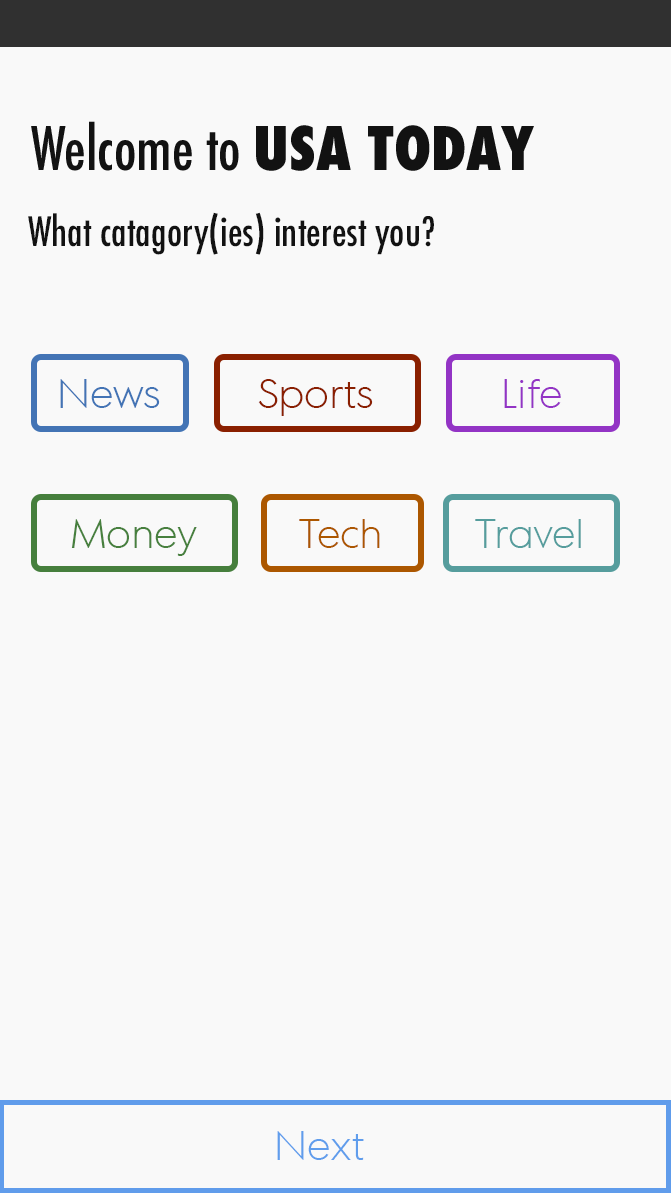 Welcome to USA TODAY
What catagory(ies) interest you?
News Sports Life
Money Tech Travel
Next